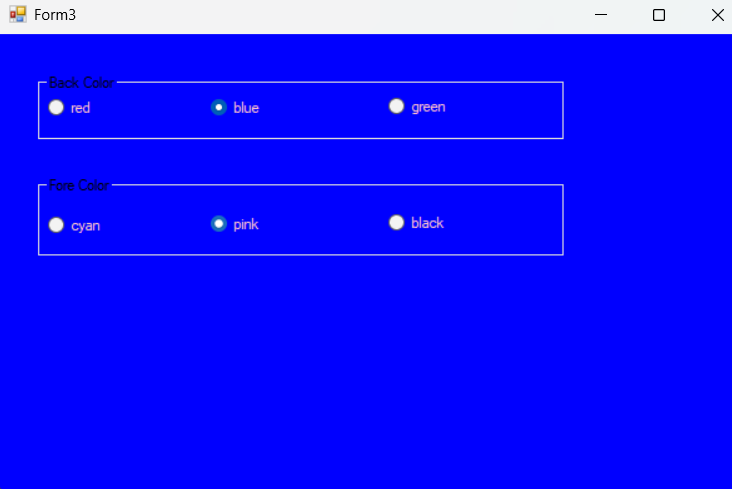 Form3
Back Color
red blue green
Fore Color
cyan pink black